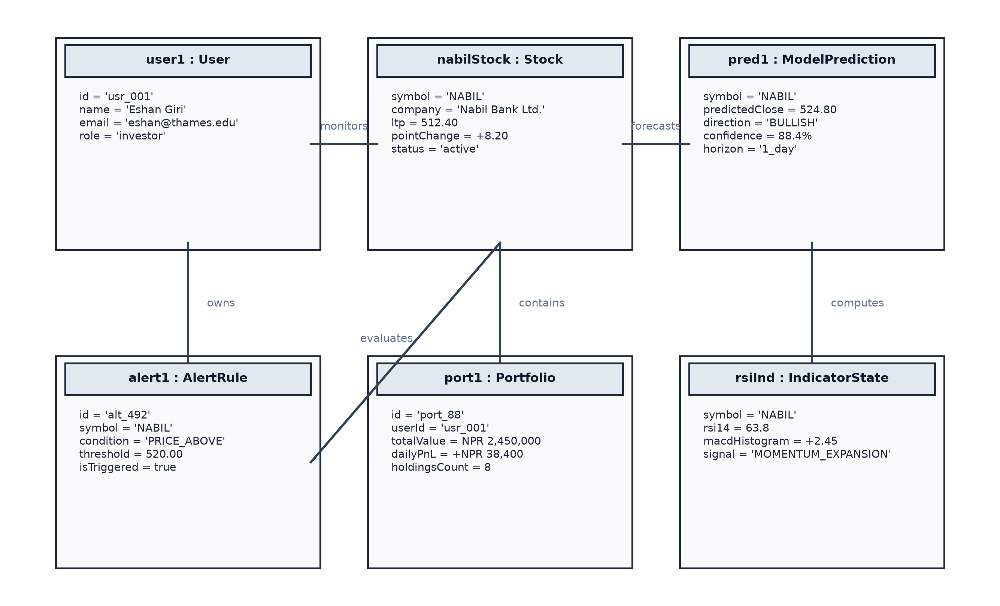 user1 : User
id = 'usr_001'
name = 'Eshan Giri'
email = 'eshan@thames.edu'
role = 'investor'
monitors
nabilStock : Stock
symbol = 'NABIL'
company = 'Nabil Bank Ltd.'
ltp = 512.40
pointChange = +8.20
status = 'active'
forecasts
pred1 : ModelPrediction
symbol = 'NABIL'
predictedClose = 524.80
direction = 'BULLISH'
confidence = 88.4%
horizon = '1_day'
owns
evaluates
contains
computes
alert1 : AlertRule
id = 'alt_492'
symbol = 'NABIL'
condition = 'PRICE_ABOVE'
threshold = 520.00
isTriggered = true
port1 : Portfolio
id = 'port_88'
userId = 'usr_001'
totalValue = NPR 2,450,000
dailyPnL = +NPR 38,400
holdingsCount = 8
rsiInd : IndicatorState
symbol = 'NABIL'
rsi14 = 63.8
macdHistogram = +2.45
signal = 'MOMENTUM_EXPANSION'